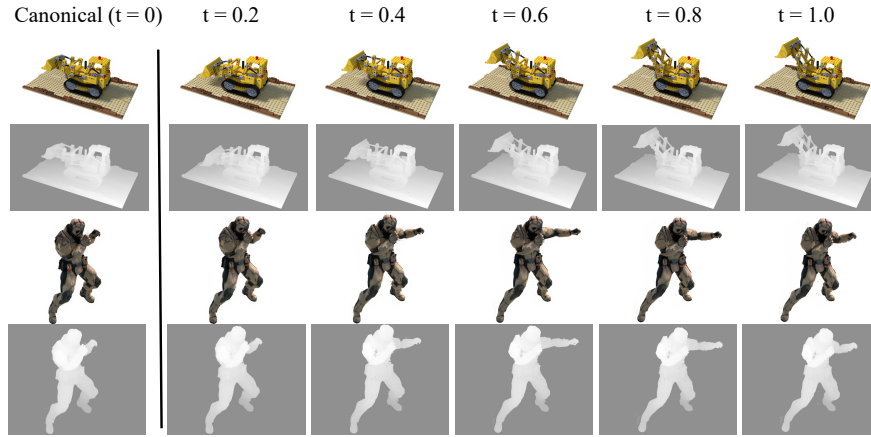 Canonical (t = 0) t = 0.2 t = 0.4 t = 0.6 t = 0.8 t = 1.0